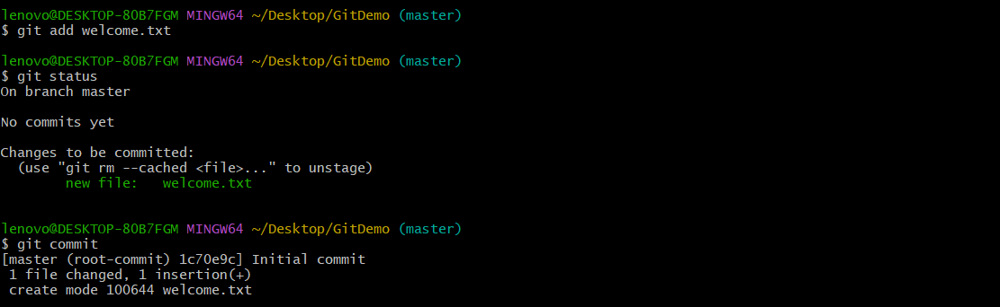 lenovo@DESKTOP-8OB7FGM MINGW64 ~/Desktop/GitDemo (master)
$ git add welcome.txt
lenovo@DESKTOP-8OB7FGM MINGW64 ~/Desktop/GitDemo (master)
$ git status
On branch master
No commits yet
Changes to be committed:
  (use "git rm --cached <file>..." to unstage)
        new file:   welcome.txt
lenovo@DESKTOP-8OB7FGM MINGW64 ~/Desktop/GitDemo (master)
$ git commit
[master (root-commit) 1c70e9c] Initial commit
 1 file changed, 1 insertion(+)
 create mode 100644 welcome.txt